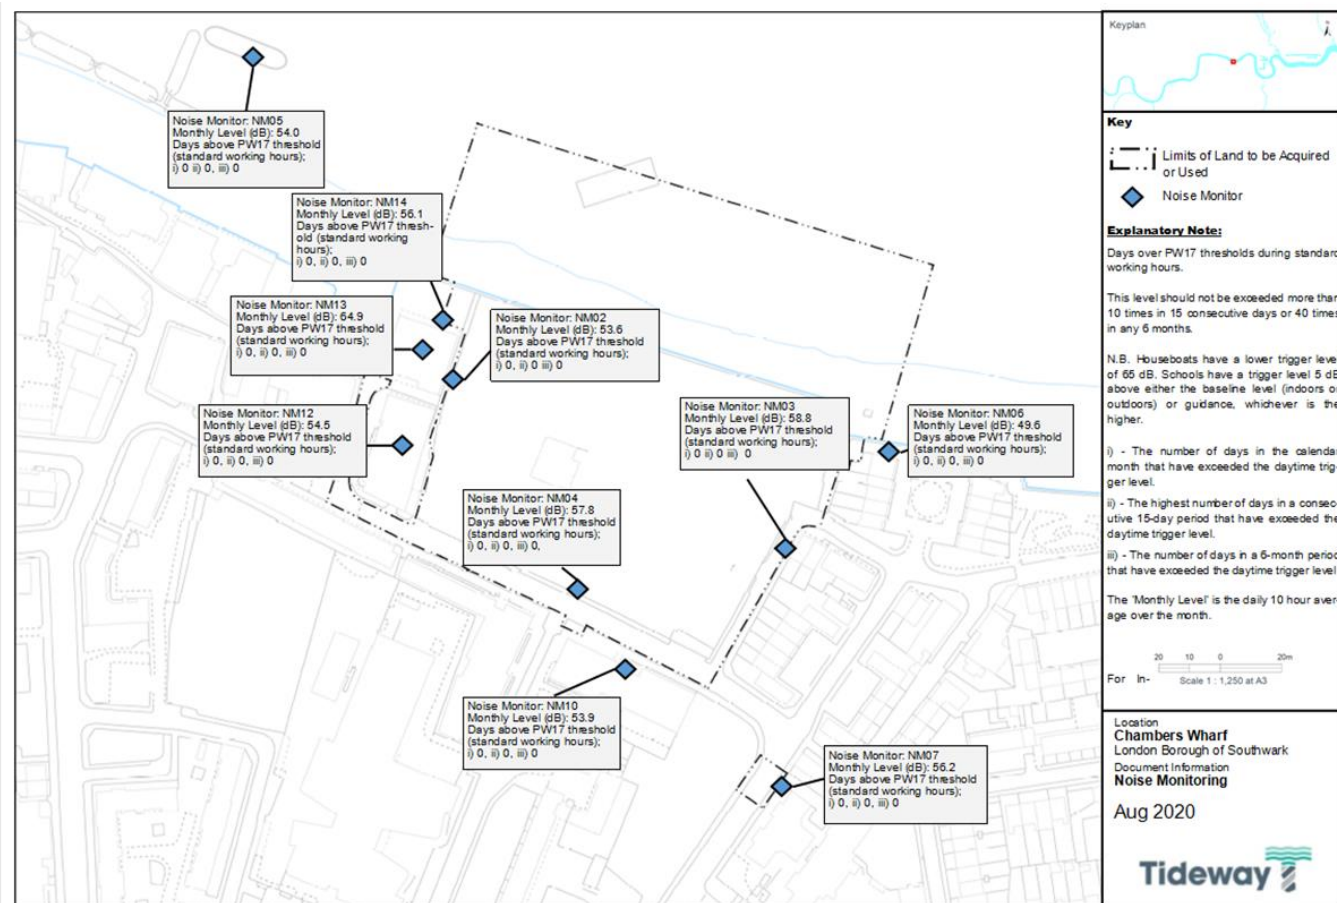 Noise Monitor: NM05
Monthly Level (dB): 54.0
Days above PW17 threshold
(standard working hours);
i) 0 ii) 0, iii) 0
Noise Monitor: NM14
Monthly Level (dB): 56.1
Days above PW17 thresh-
old (standard working
hours);
i) 0, ii) 0, iii) 0
Noise Monitor: NM13
Monthly Level (dB): 64.9
Days above PW17 threshold
(standard working hours);
i) 0, ii) 0, iii) 0
Noise Monitor: NM02
Monthly Level (dB): 53.6
Days above PW17 threshold
(standard working hours);
i) 0, ii) 0 iii) 0
Noise Monitor: NM12
Monthly Level (dB): 54.5
Days above PW17 threshold
(standard working hours);
i) 0, ii) 0, iii) 0
Noise Monitor: NM03
Monthly Level (dB): 58.8
Days above PW17 threshold
(standard working hours);
i) 0 ii) 0 iii) 0
Noise Monitor: NM06
Monthly Level (dB): 49.6
Days above PW17 threshold
(standard working hours);
i) 0, ii) 0, iii) 0
Noise Monitor: NM04
Monthly Level (dB): 57.8
Days above PW17 threshold
(standard working hours);
i) 0, ii) 0, iii) 0,
Noise Monitor: NM10
Monthly Level (dB): 53.9
Days above PW17 threshold
(standard working hours);
i) 0, ii) 0, iii) 0
Noise Monitor: NM07
Monthly Level (dB): 56.2
Days above PW17 threshold
(standard working hours);
i) 0, ii) 0, iii) 0
Keyplan
Key
Limits of Land to be Acquired
or Used
Noise Monitor
Explanatory Note:
Days over PW17 thresholds during standard
working hours.
This level should not be exceeded more than
10 times in 15 consecutive days or 40 times
in any 6 months.
N.B. Houseboats have a lower trigger level
of 65 dB. Schools have a trigger level 5 dB
above either the baseline level (indoors or
outdoors) or guidance, whichever is the
higher.
i) - The number of days in the calendar
month that have exceeded the daytime trig-
ger level.
ii) - The highest number of days in a consec-
utive 15-day period that have exceeded the
daytime trigger level.
iii) - The number of days in a 6-month period
that have exceeded the daytime trigger level
The 'Monthly Level' is the daily 10 hour aver-
age over the month.
20 10 0 20m
For In- Scale 1 : 1,250 at A3
Location
Chambers Wharf
London Borough of Southwark
Document Information
Noise Monitoring
Aug 2020
Tideway